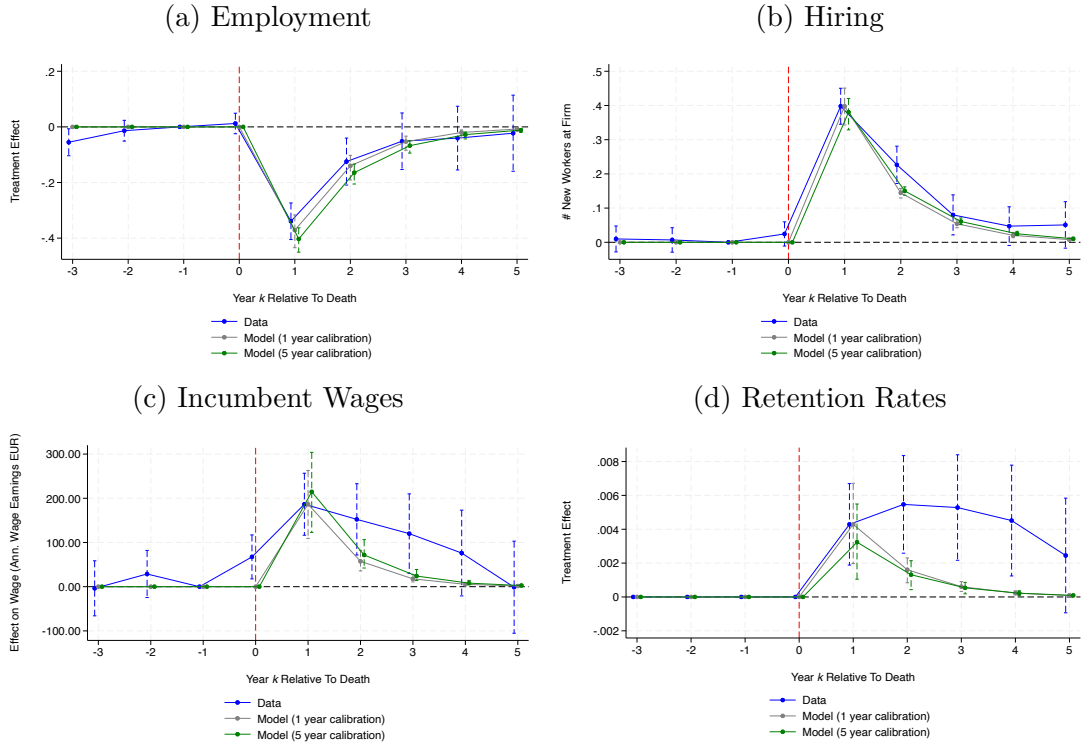 (a) Employment
Treatment Effect
.2
0
-.2
-.4
-3 -2 -1 0 1 2 3 4 5
Year k Relative To Death
Data
Model (1 year calibration)
Model (5 year calibration)
(b) Hiring
# New Workers at Firm
.5
.4
.3
.2
.1
0
-3 -2 -1 0 1 2 3 4 5
Year k Relative To Death
Data
Model (1 year calibration)
Model (5 year calibration)
(c) Incumbent Wages
Effect on Wage (Ann. Wage Earnings EUR)
300.00
200.00
100.00
0.00
-100.00
-3 -2 -1 0 1 2 3 4 5
Year k Relative To Death
Data
Model (1 year calibration)
Model (5 year calibration)
(d) Retention Rates
Treatment Effect
.008
.006
.004
.002
0
-.002
-3 -2 -1 0 1 2 3 4 5
Year k Relative To Death
Data
Model (1 year calibration)
Model (5 year calibration)